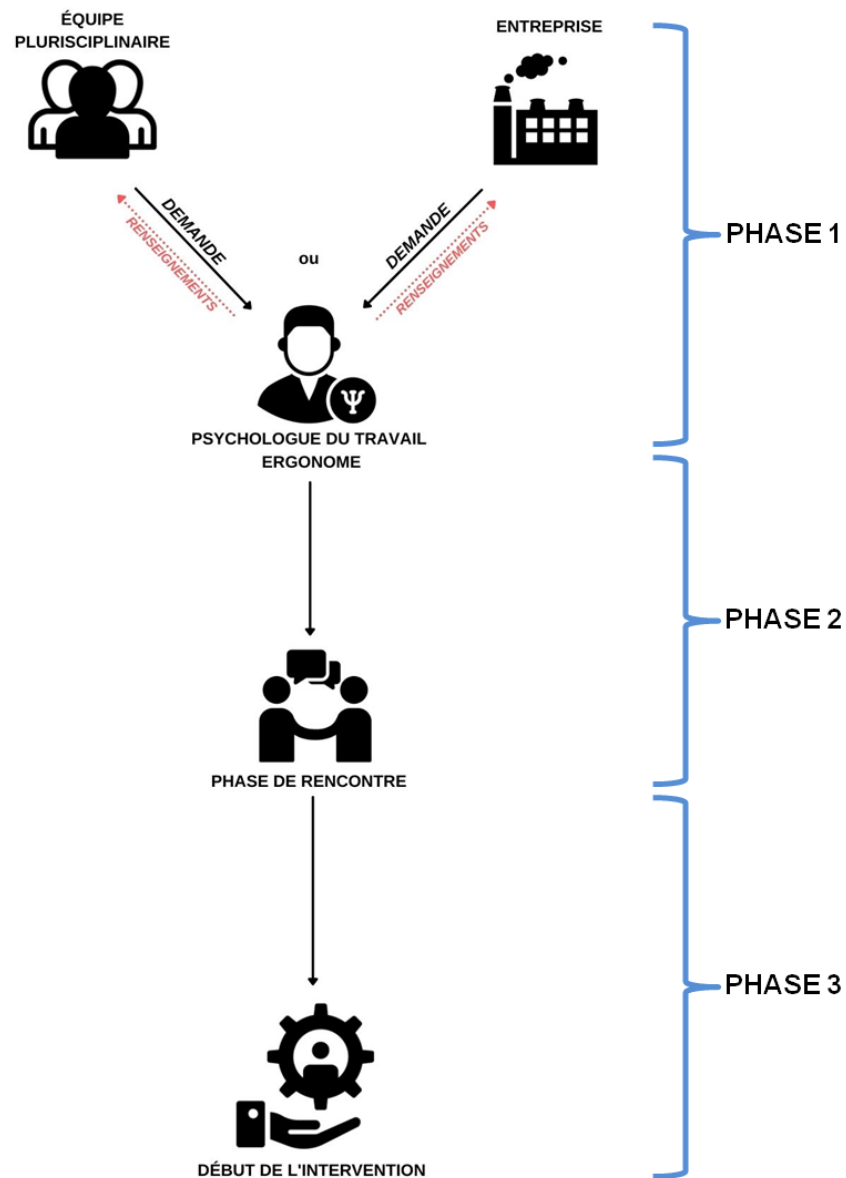 ÉQUIPE
PLURISCIPLINAIRE
ENTREPRISE
DEMANDE
RENSEIGNEMENTS
ou
DEMANDE
RENSEIGNEMENTS
PHASE 1
Ψ
PSYCHOLOGUE DU TRAVAIL
ERGONOME
PHASE 2
PHASE DE RENCONTRE
PHASE 3
DÉBUT DE L'INTERVENTION